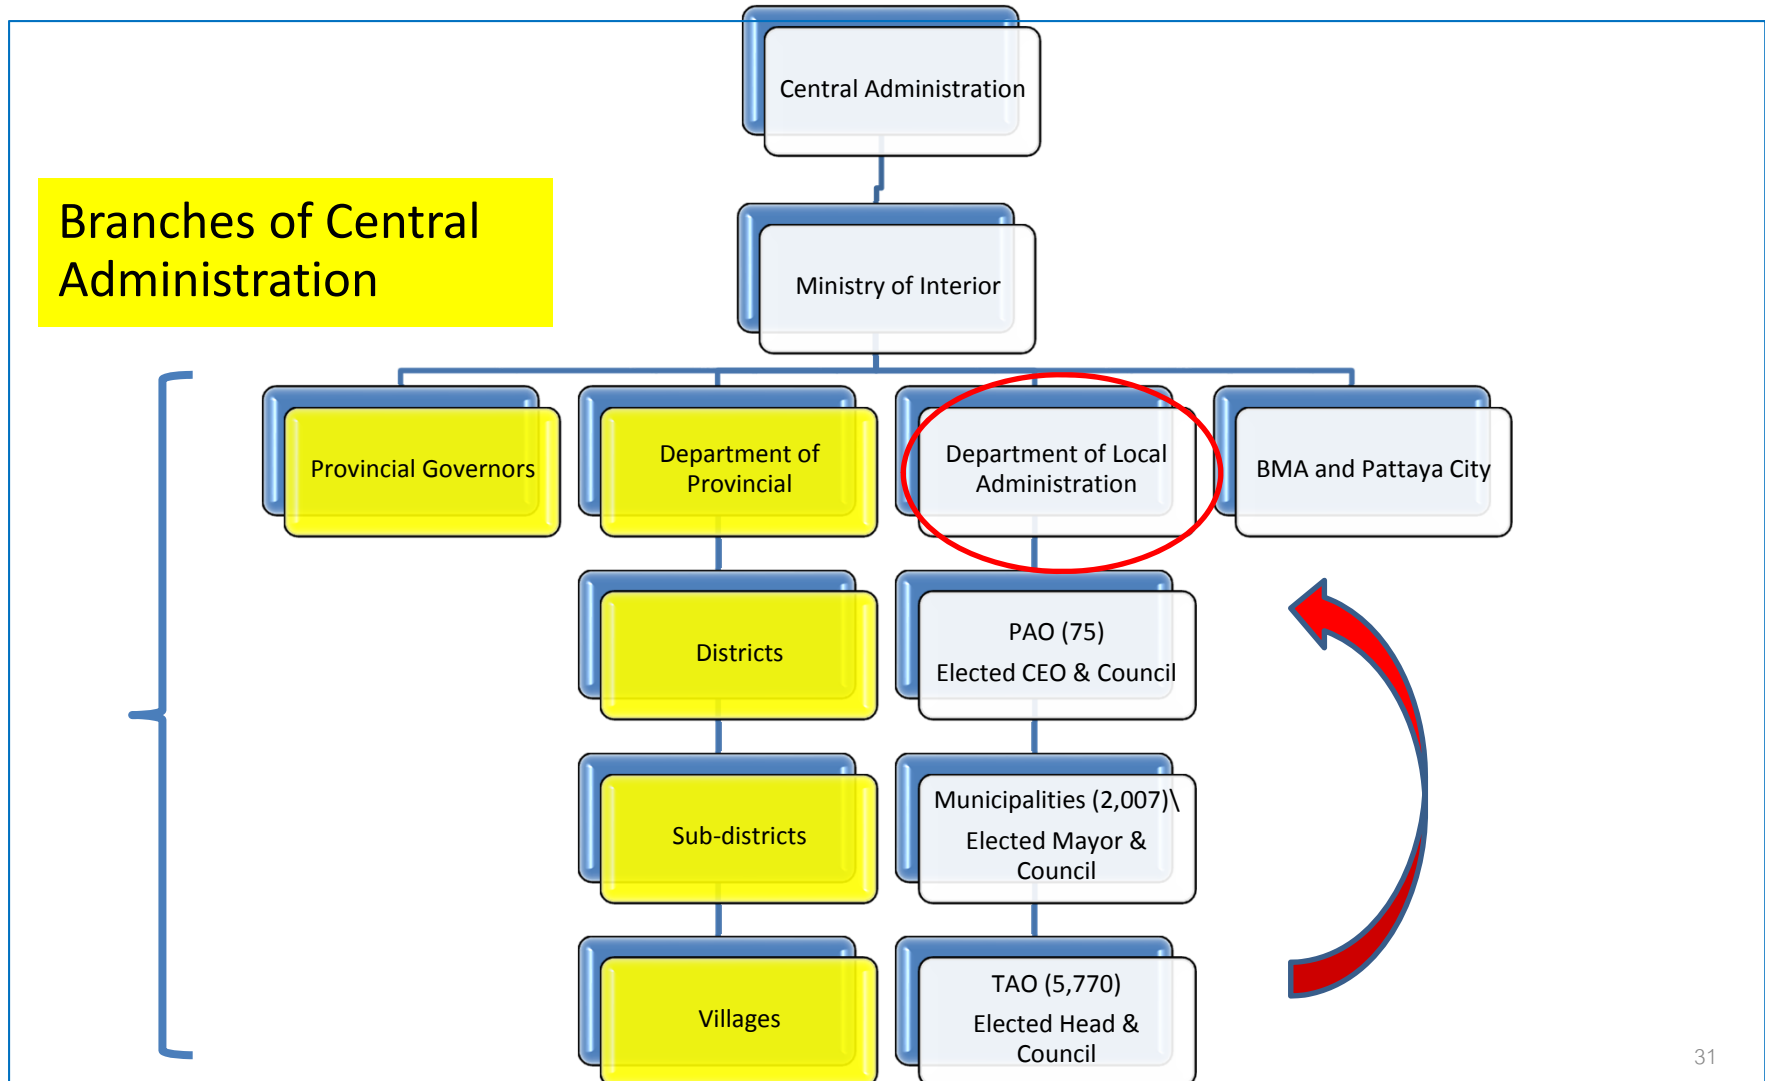 Central Administration
Branches of Central
Administration
Ministry of Interior
Provincial Governors
Department of
Provincial
Department of Local
Administration
BMA and Pattaya City
Districts
PAO (75)
Elected CEO & Council
Sub-districts
Municipalities (2,007)\
Elected Mayor &
Council
Villages
TAO (5,770)
Elected Head &
Council
31